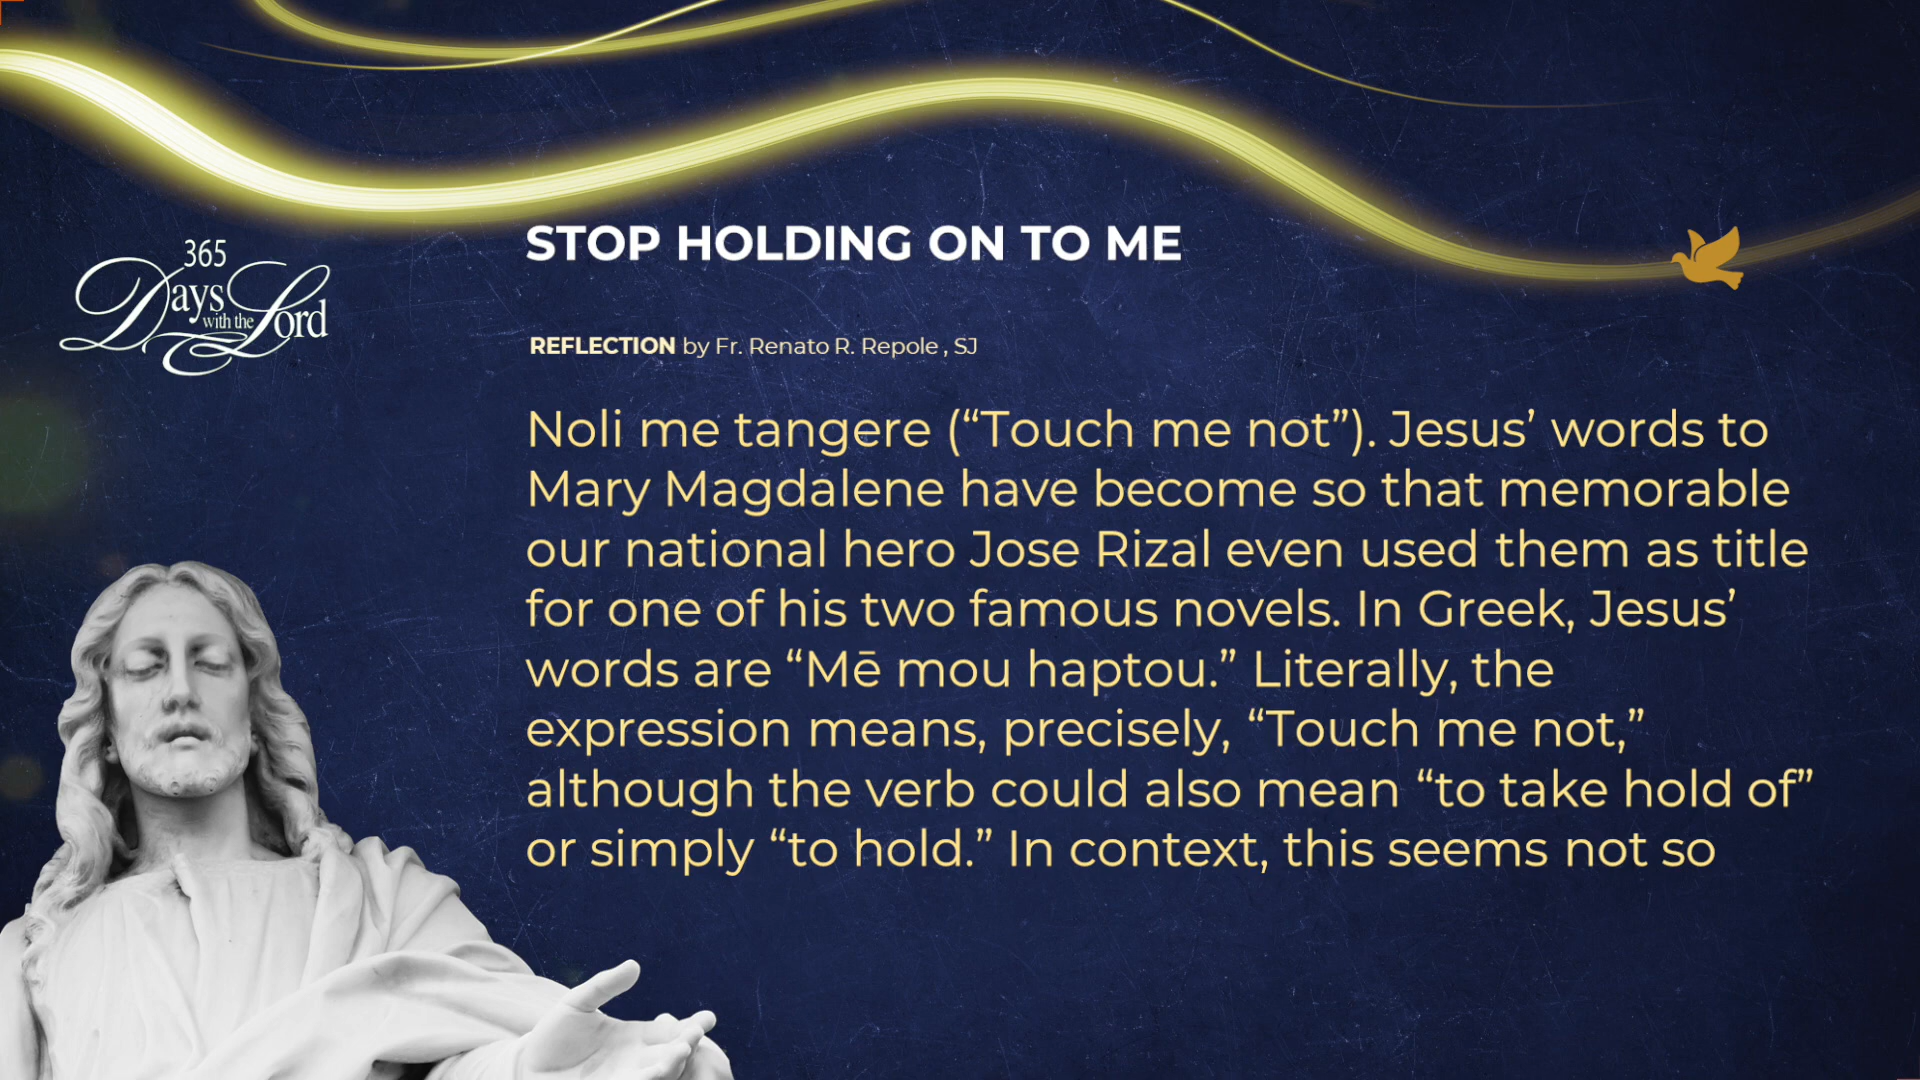 365
Days with the Lord
STOP HOLDING ON TO ME
REFLECTION by Fr. Renato R. Repole , SJ
Noli me tangere (“Touch me not”). Jesus’ words to
Mary Magdalene have become so that memorable
our national hero Jose Rizal even used them as title
for one of his two famous novels. In Greek, Jesus’
words are “Mē mou haptou.” Literally, the
expression means, precisely, “Touch me not,”
although the verb could also mean “to take hold of”
or simply “to hold.” In context, this seems not so